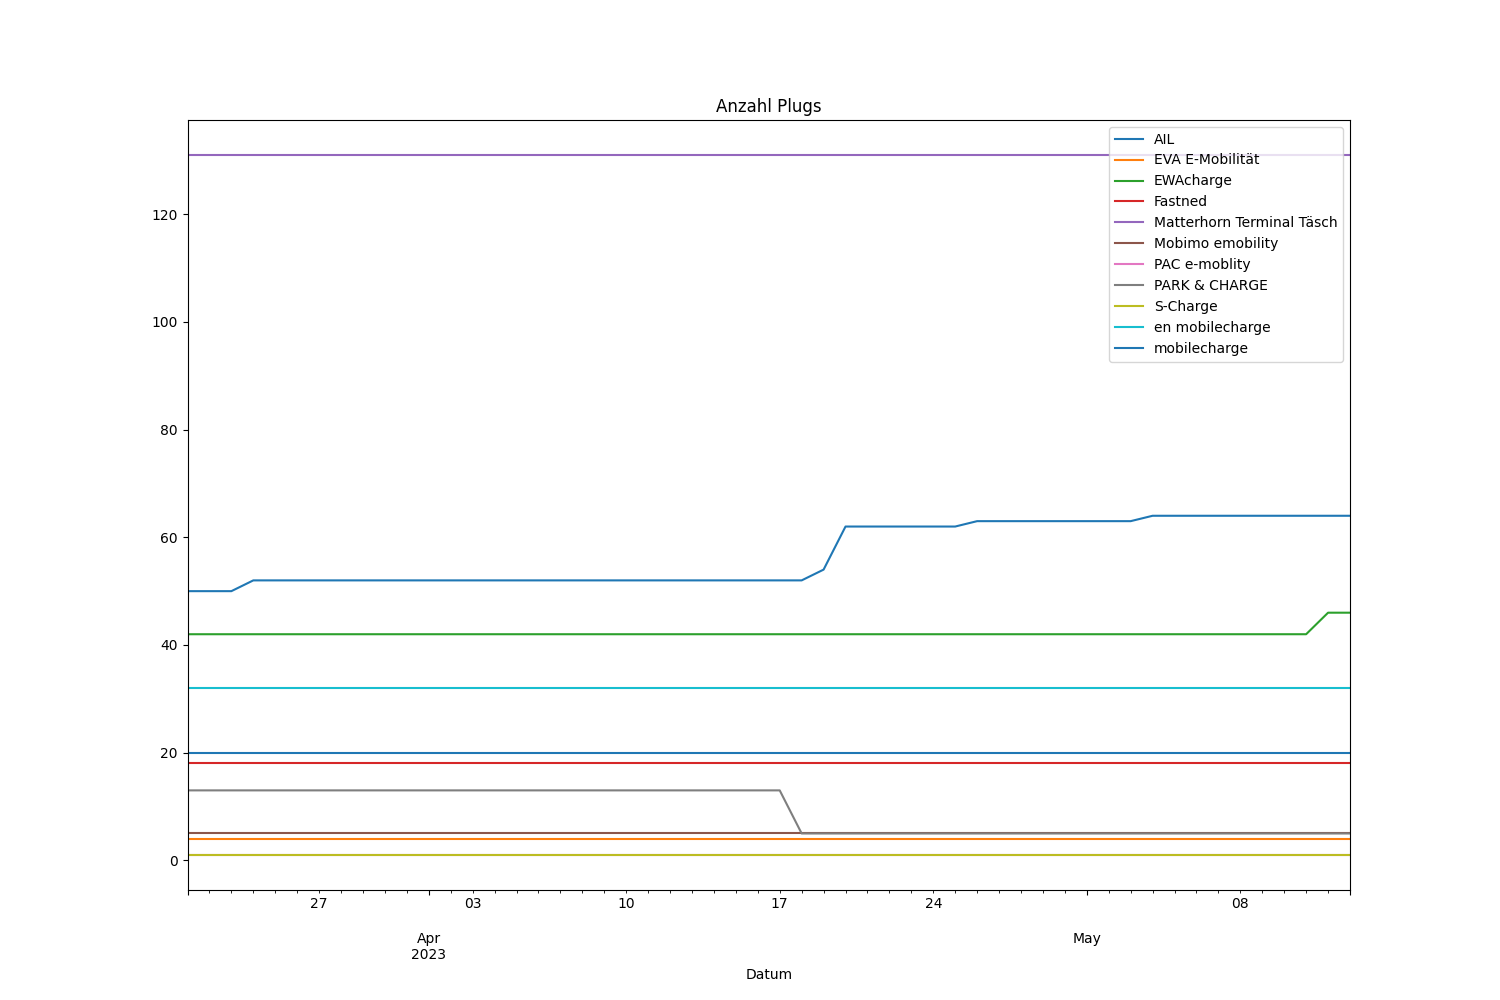 Anzahl Plugs
AIL
EVA E-Mobilität
EWAcharge
Fastned
Matterhorn Terminal Täsch
Mobimo emobility
PAC e-moblity
PARK & CHARGE
S-Charge
en mobilecharge
mobilecharge
120
100
80
60
40
20
0
27 03 10 17 24 08
Apr May
2023
Datum